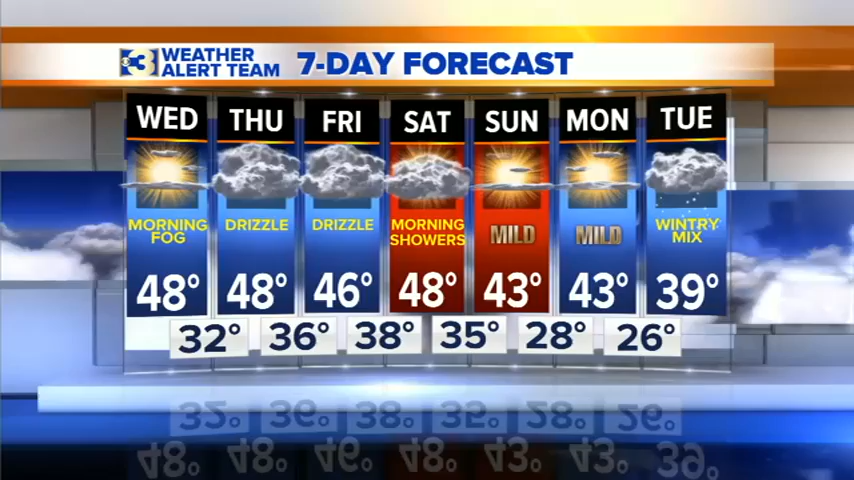 3 WEATHER
ALERT TEAM
7-DAY FORECAST
WED THU FRI SAT SUN MON TUE
MORNING
FOG
DRIZZLE
DRIZZLE
MORNING
SHOWERS
MILD
MILD
WINTRY
MIX
48° 48° 46° 48° 43° 43° 39°
32° 36° 38° 35° 28° 26°